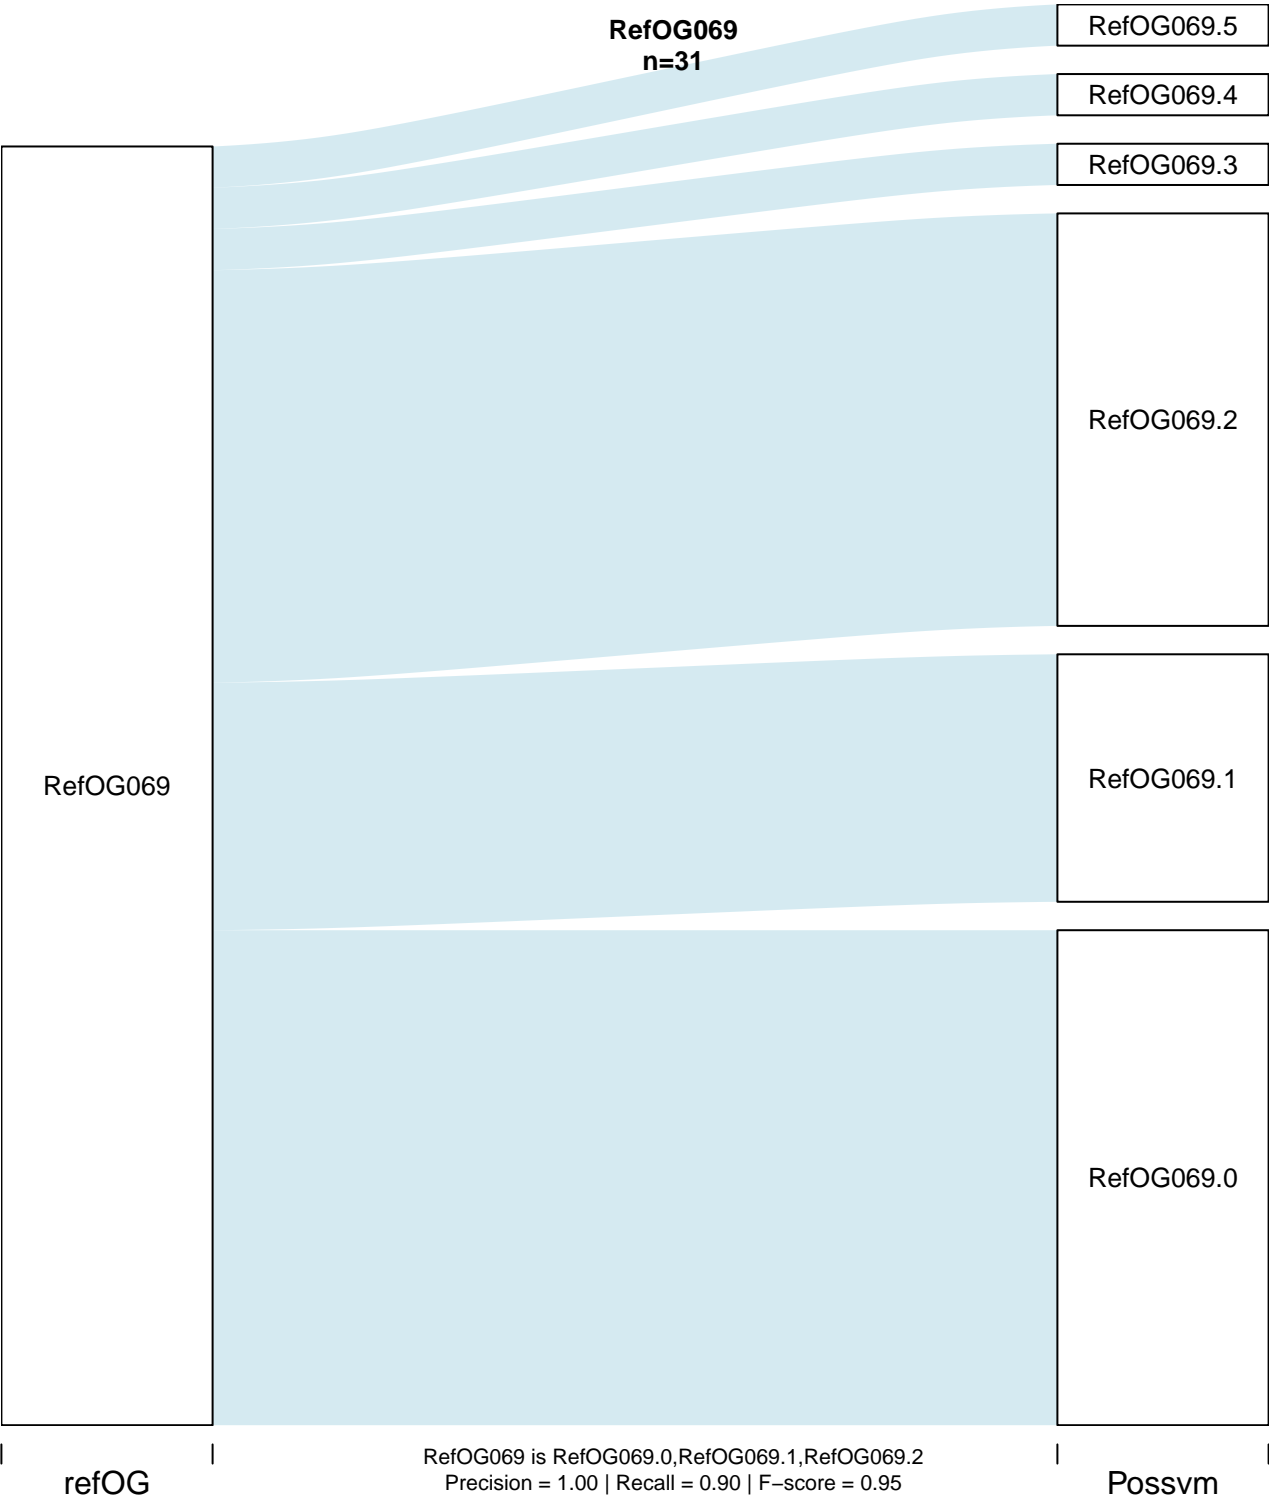 RefOG069
n=31
RefOG069.5
RefOG069.4
RefOG069.3
RefOG069.2
RefOG069
RefOG069.1
RefOG069.0
refOG
RefOG069 is RefOG069.0,RefOG069.1,RefOG069.2
Precision = 1.00 | Recall = 0.90 | F−score = 0.95
Possvm